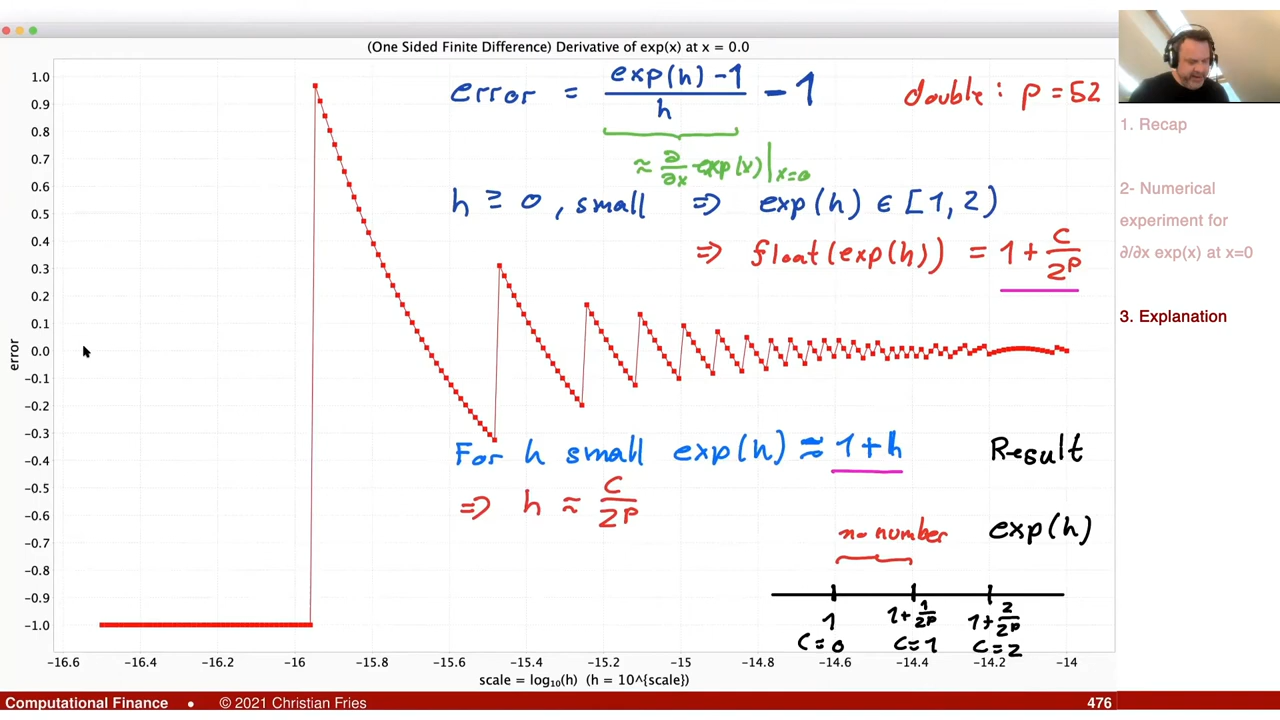 (One Sided Finite Difference) Derivative of exp(x) at x = 0.0
error = (exp(h) - 1)/h - 1
double: p = 52
≈ ∂/∂x exp(x)|x=0
h ≥ 0, small ⇒ exp(h) ∈ [1, 2)
⇒ float(exp(h)) = 1 + C/2^p
1. Recap
2- Numerical
experiment for
∂/∂x exp(x) at x=0
3. Explanation
1.0
0.9
0.8
0.7
0.6
0.5
0.4
0.3
0.2
0.1
0.0
-0.1
-0.2
-0.3
-0.4
-0.5
-0.6
-0.7
-0.8
-0.9
-1.0
error
For h small exp(h) ≈ 1+h
⇒ h ≈ C/2^p
Result
exp(h)
no number
1 1+1/2^p 1+2/2^p
C=0 C=1 C=2
-16.6 -16.4 -16.2 -16 -15.8 -15.6 -15.4 -15.2 -15 -14.8 -14.6 -14.4 -14.2 -14
scale = log₁₀(h) (h = 10^{scale})
Computational Finance • © 2021 Christian Fries 476